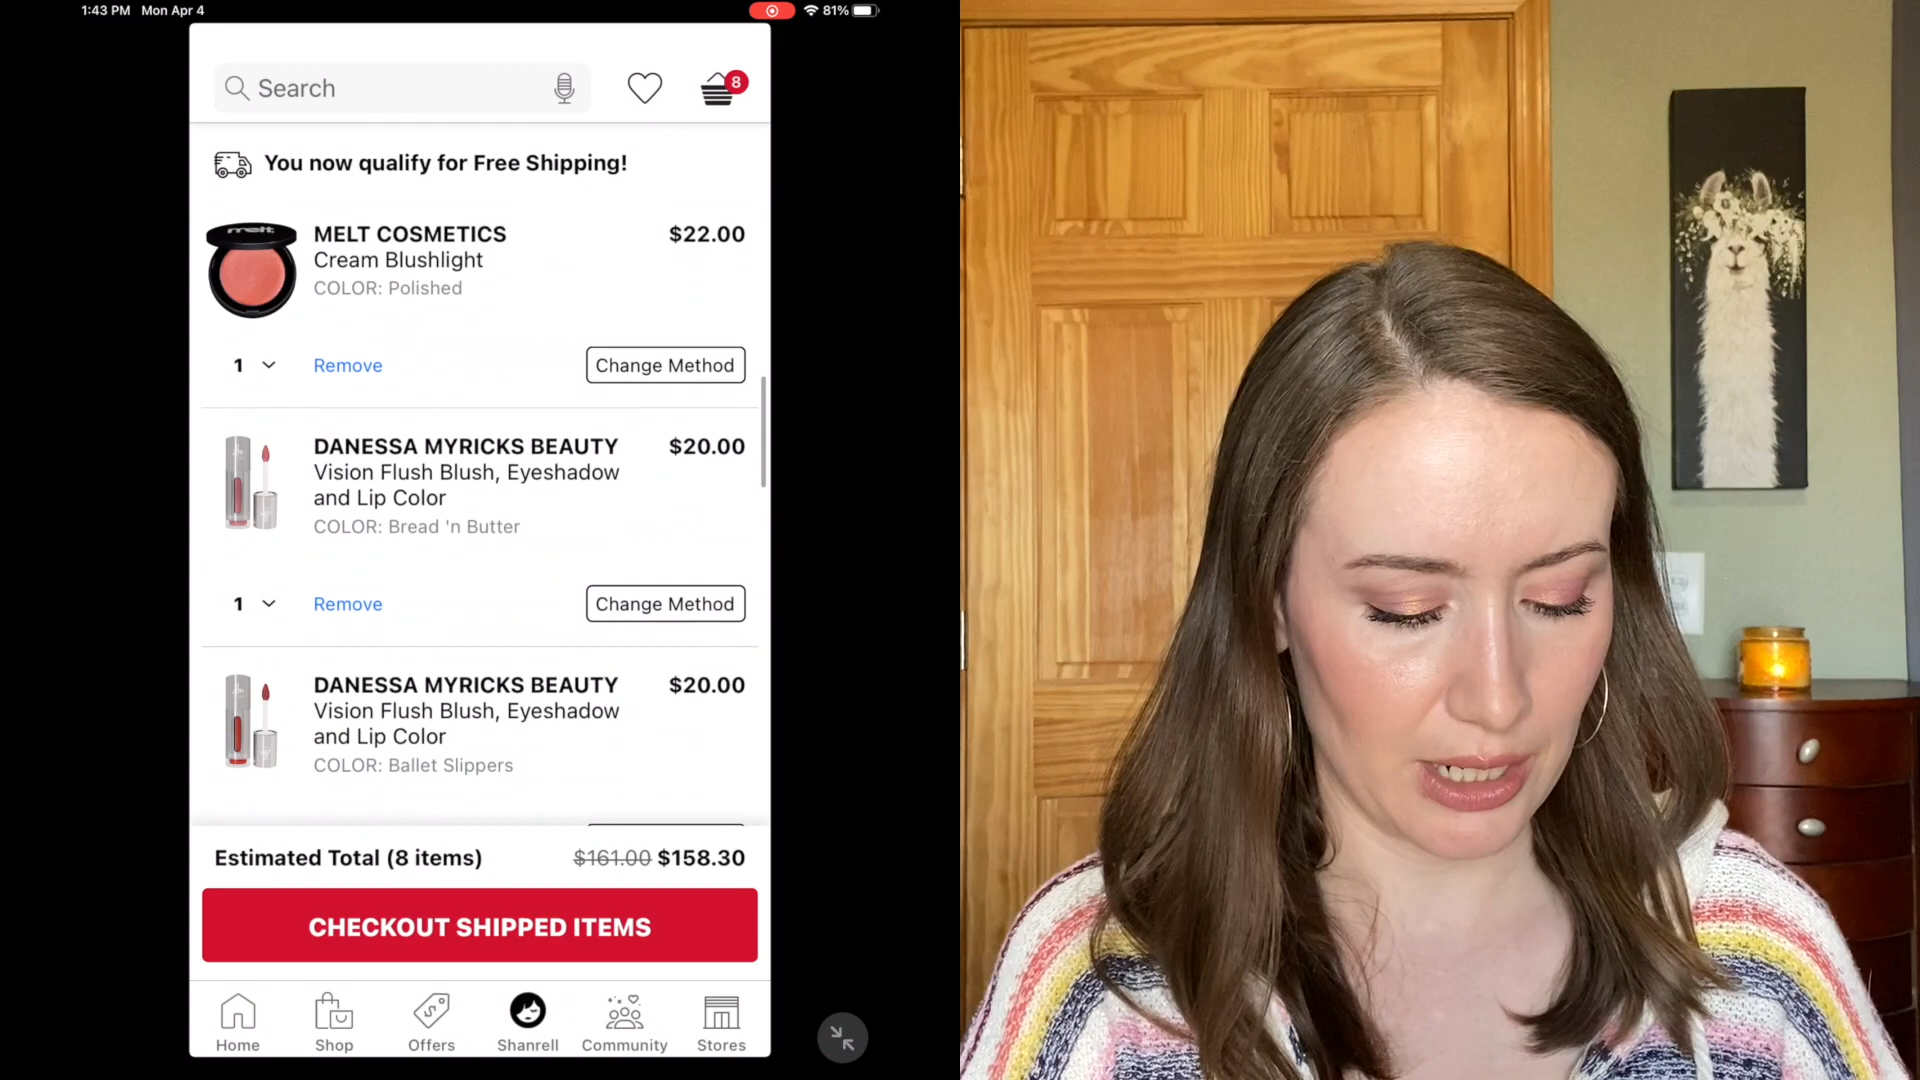 1:43 PM Mon Apr 4
81%
Search
8
You now qualify for Free Shipping!
melt
MELT COSMETICS
$22.00
Cream Blushlight
COLOR: Polished
1
Remove
Change Method
DANESSA MYRICKS BEAUTY
$20.00
Vision Flush Blush, Eyeshadow
and Lip Color
COLOR: Bread 'n Butter
1
Remove
Change Method
DANESSA MYRICKS BEAUTY
$20.00
Vision Flush Blush, Eyeshadow
and Lip Color
COLOR: Ballet Slippers
Estimated Total (8 items)
$161.00 $158.30
CHECKOUT SHIPPED ITEMS
Home
Shop
Offers
Shanrell
Community
Stores